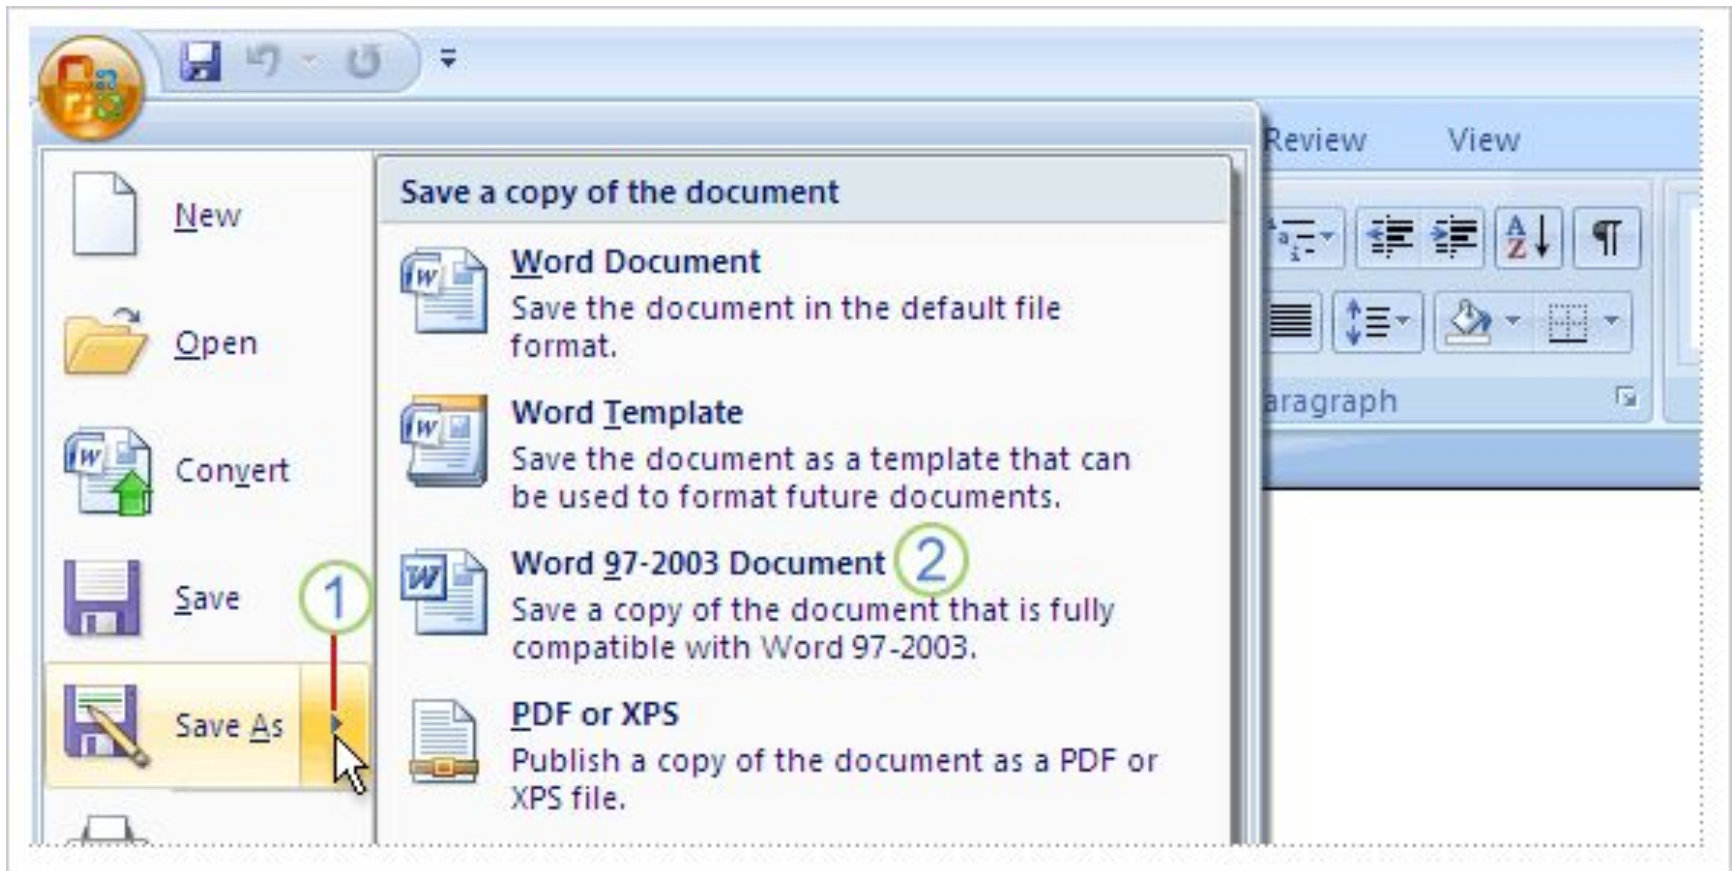 Review View
New
Save a copy of the document
Word Document
Save the document in the default file
format.
Open
Word Template
Save the document as a template that can
be used to format future documents.
aragraph
Convert
Word 97-2003 Document 2
Save a copy of the document that is fully
compatible with Word 97-2003.
Save 1
Save As
PDF or XPS
Publish a copy of the document as a PDF or
XPS file.